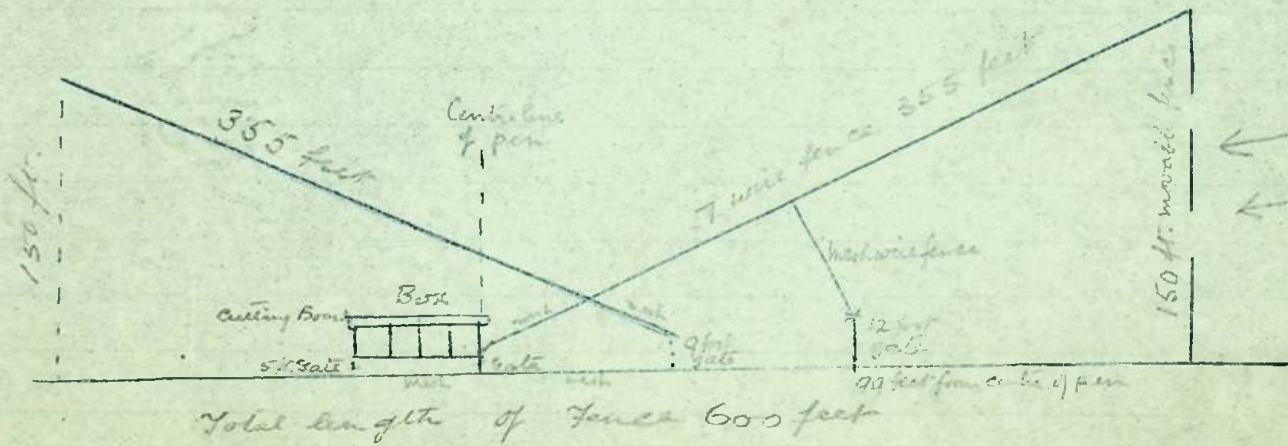 150 ft.
355 feet
Centre line
of pen
7 wire fence 355 feet
150 ft. movable fence
mesh wire fence
Box
Cutting Board
mesh
mesh
9 foot
gate
12 foot
gate
5 ft. Gate
Gate
mesh
mesh
feet from centre of pen
Total length of Fence 600 feet